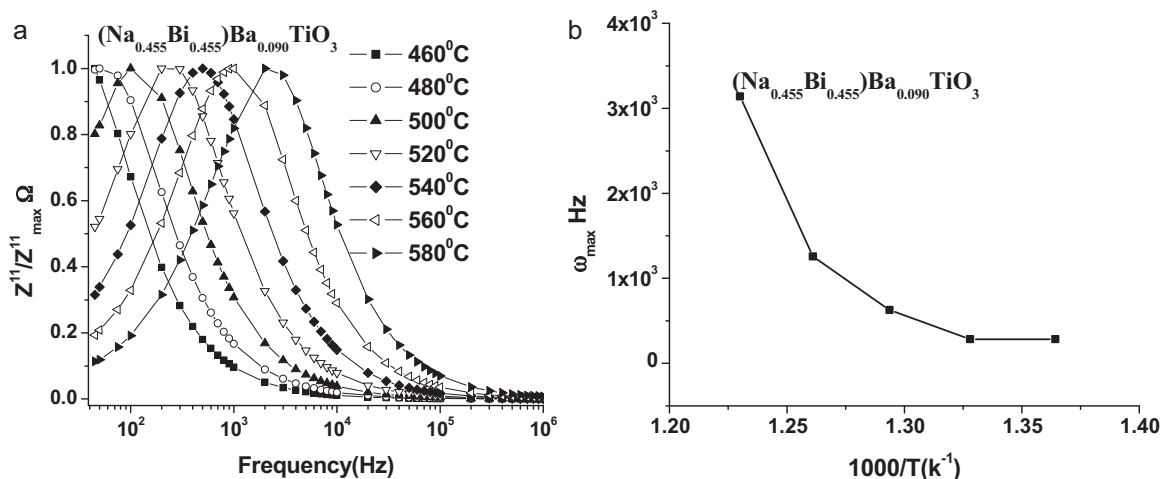 a
(Na0.455Bi0.455)Ba0.090TiO3
460⁰C
480⁰C
500⁰C
520⁰C
540⁰C
560⁰C
580⁰C
1.0
0.8
0.6
0.4
0.2
0.0
Z¹¹/Z¹¹max Ω
10² 10³ 10⁴ 10⁵ 10⁶
Frequency(Hz)
b
(Na0.455Bi0.455)Ba0.090TiO3
4x10³
3x10³
2x10³
1x10³
0
ωmax Hz
1.20 1.25 1.30 1.35 1.40
1000/T(k⁻¹)